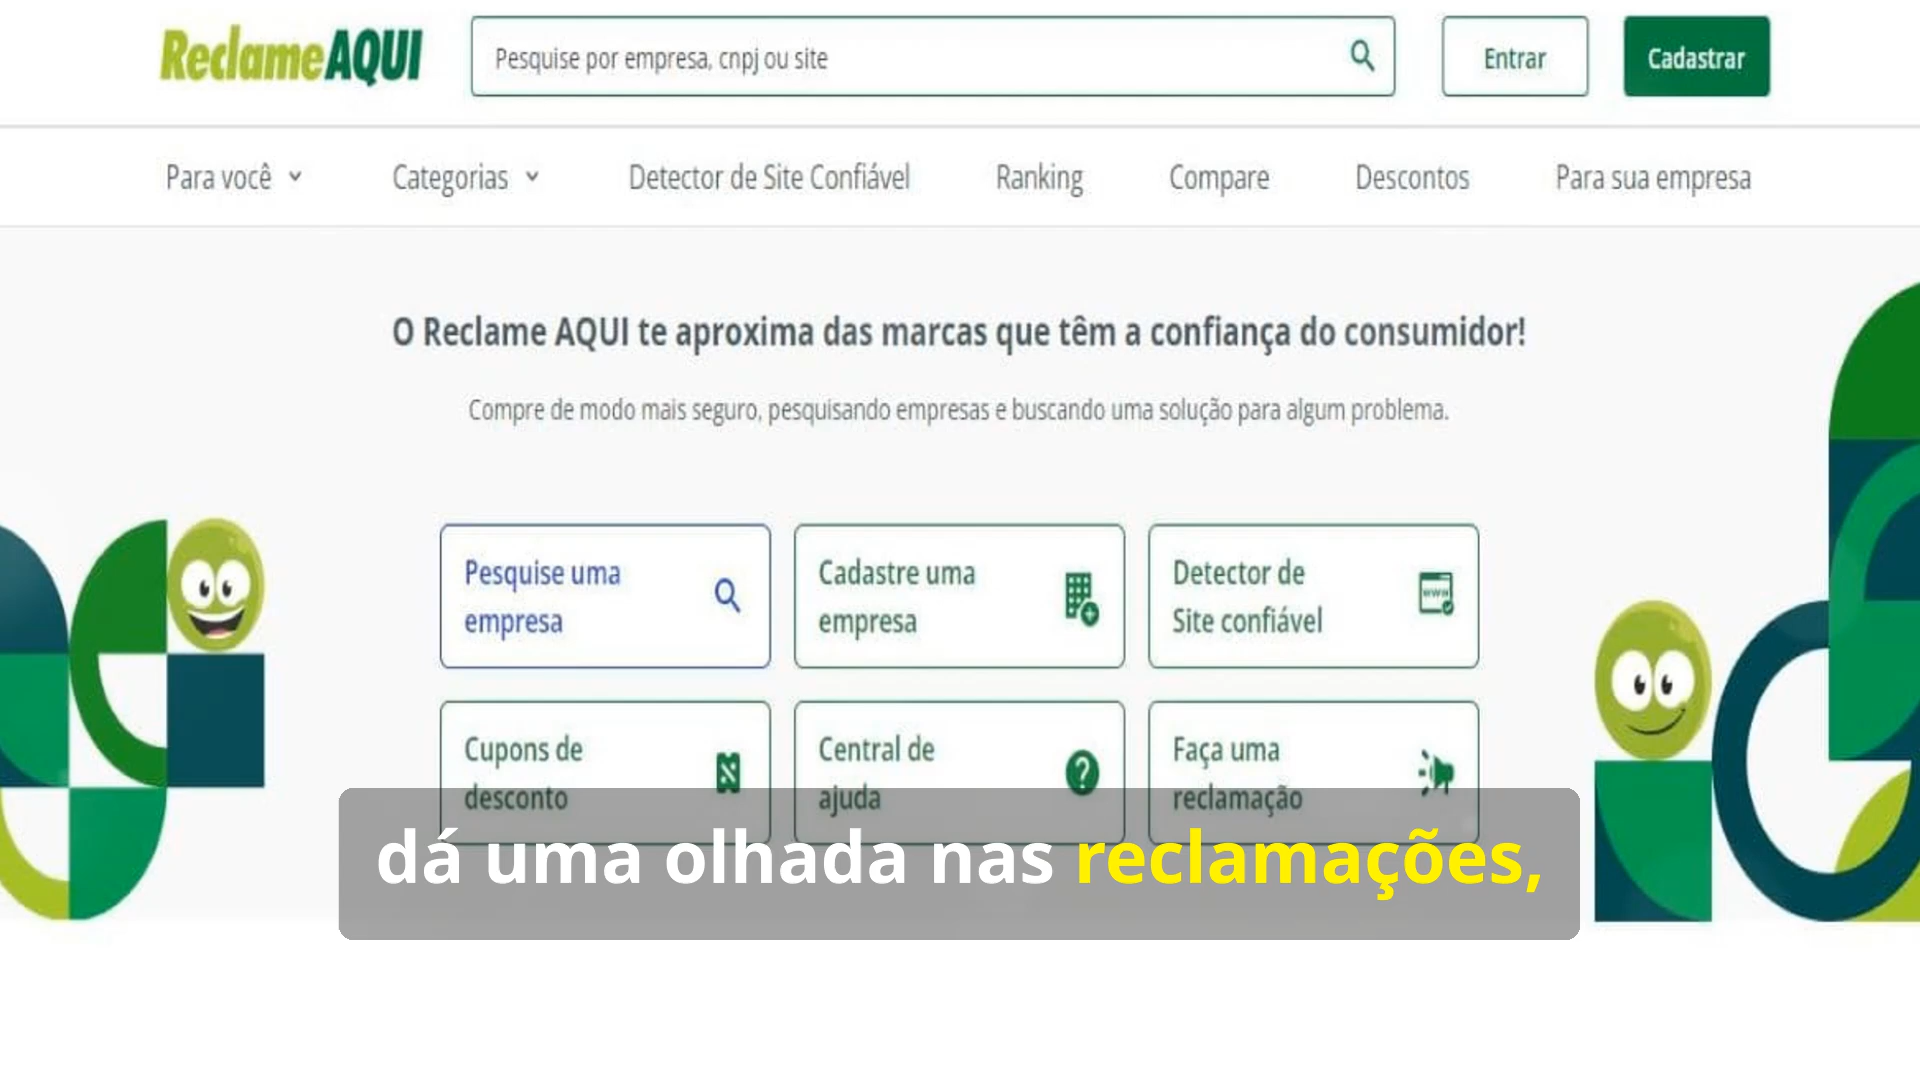 ReclameAQUI
Pesquise por empresa, cnpj ou site
Entrar
Cadastrar
Para você
Categorias
Detector de Site Confiável
Ranking
Compare
Descontos
Para sua empresa
O Reclame AQUI te aproxima das marcas que têm a confiança do consumidor!
Compre de modo mais seguro, pesquisando empresas e buscando uma solução para algum problema.
Pesquise uma
empresa
Cadastre uma
empresa
Detector de
Site confiável
www
Cupons de
desconto
Central de
ajuda
?
Faça uma
reclamação
dá uma olhada nas reclamações,